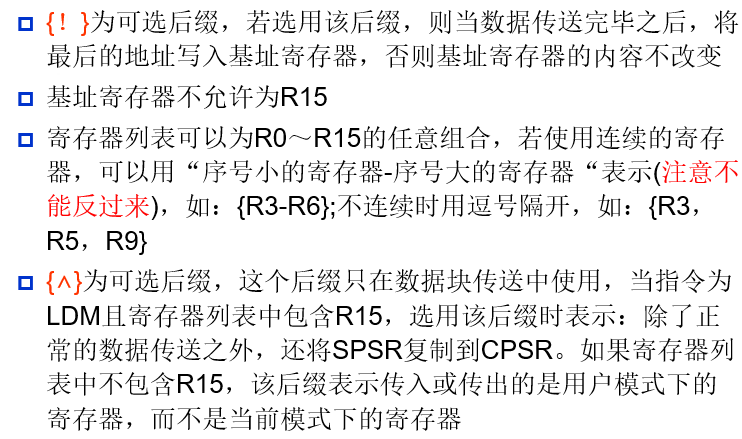 {！}为可选后缀，若选用该后缀，则当数据传送完毕之后，将
最后的地址写入基址寄存器，否则基址寄存器的内容不改变
基址寄存器不允许为R15
寄存器列表可以为R0～R15的任意组合，若使用连续的寄存
器，可以用“序号小的寄存器-序号大的寄存器“表示(注意不
能反过来)，如：{R3-R6};不连续时用逗号隔开，如：{R3，
R5，R9}
{∧}为可选后缀，这个后缀只在数据块传送中使用，当指令为
LDM且寄存器列表中包含R15，选用该后缀时表示：除了正
常的数据传送之外，还将SPSR复制到CPSR。如果寄存器列
表中不包含R15，该后缀表示传入或传出的是用户模式下的
寄存器，而不是当前模式下的寄存器